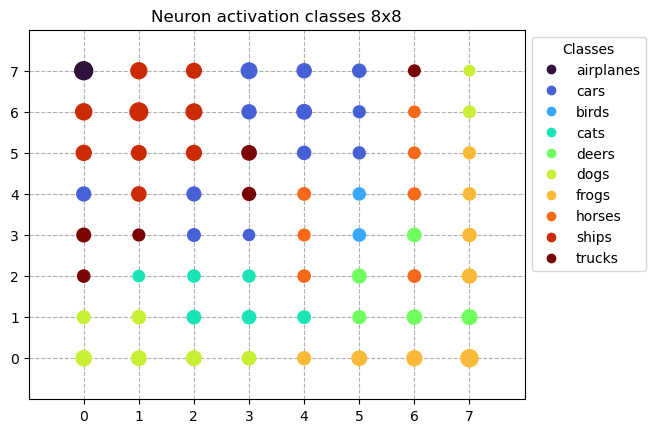 Neuron activation classes 8x8
7
6
5
4
3
2
1
0
0 1 2 3 4 5 6 7
Classes
airplanes
cars
birds
cats
deers
dogs
frogs
horses
ships
trucks